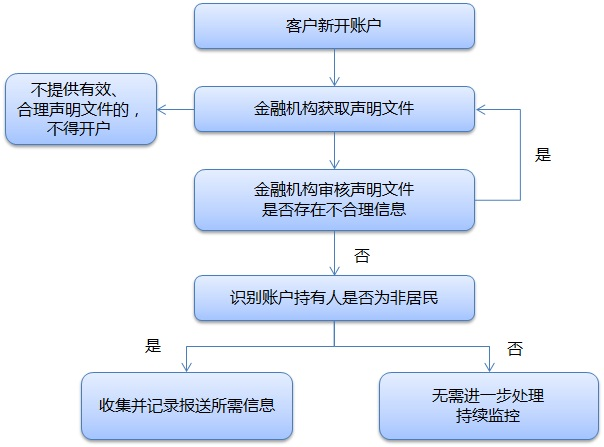 客户新开账户
不提供有效、
合理声明文件的，
不得开户
金融机构获取声明文件
是
金融机构审核声明文件
是否存在不合理信息
否
识别账户持有人是否为非居民
是
否
收集并记录报送所需信息
无需进一步处理
持续监控